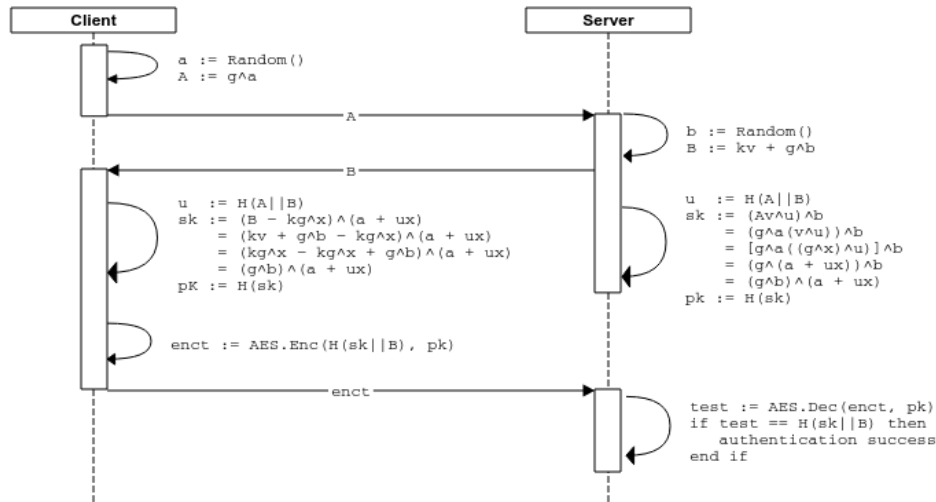 Client
Server
a := Random()
A := g^a
A
b := Random()
B := kv + g^b
B
u := H(A||B)
sk := (B - kg^x)^(a + ux)
= (kv + g^b - kg^x)^(a + ux)
= (kg^x - kg^x + g^b)^(a + ux)
= (g^b)^(a + ux)
pK := H(sk)
u := H(A||B)
sk := (Av^u)^b
= (g^a(v^u))^b
= [g^a((g^x)^u)]^b
= (g^(a + ux))^b
= (g^b)^(a + ux)
pk := H(sk)
enct := AES.Enc(H(sk||B), pk)
enct
test := AES.Dec(enct, pk)
if test == H(sk||B) then
authentication success
end if